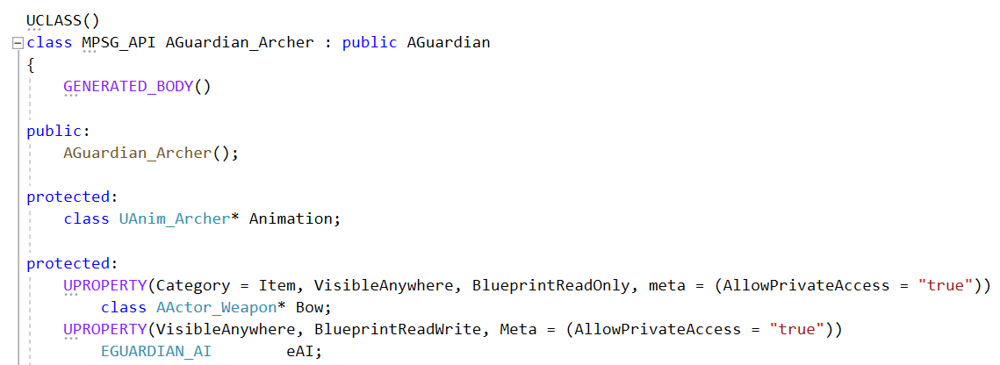 UCLASS()
class MPSG_API AGuardian_Archer : public AGuardian
{
GENERATED_BODY()
public:
AGuardian_Archer();
protected:
class UAnim_Archer* Animation;
protected:
UPROPERTY(Category = Item, VisibleAnywhere, BlueprintReadOnly, meta = (AllowPrivateAccess = "true"))
class AActor_Weapon* Bow;
UPROPERTY(VisibleAnywhere, BlueprintReadWrite, Meta = (AllowPrivateAccess = "true"))
EGUARDIAN_AI eAI;